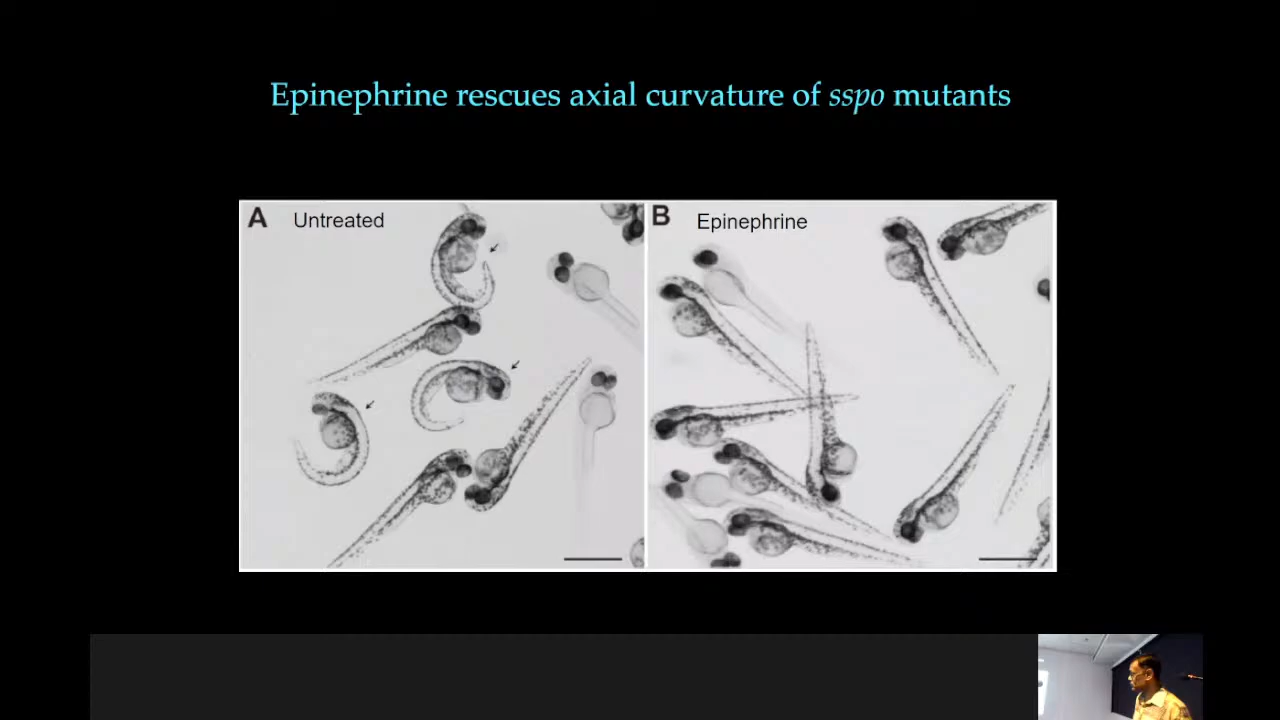 Epinephrine rescues axial curvature of sspo mutants
A Untreated
B Epinephrine